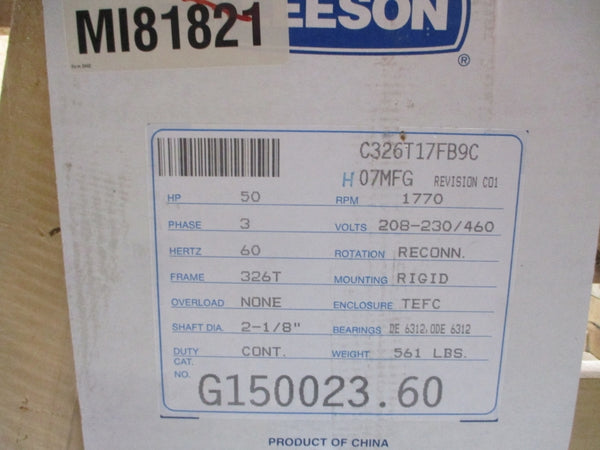 MI81821
EESON
®
C326T17FB9C
H 07MFG REVISION C01
HP 50 RPM 1770
PHASE 3 VOLTS 208-230/460
HERTZ 60 ROTATION RECONN.
FRAME 326T MOUNTING RIGID
OVERLOAD NONE ENCLOSURE TEFC
SHAFT DIA. 2-1/8" BEARINGS DE 6312,ODE 6312
DUTY CONT. WEIGHT 561 LBS.
CAT.
NO. G150023.60
PRODUCT OF CHINA